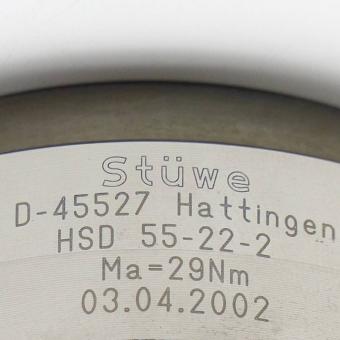 Stüwe
D-45527 Hattingen
HSD 55-22-2
Ma=29Nm
03.04.2002